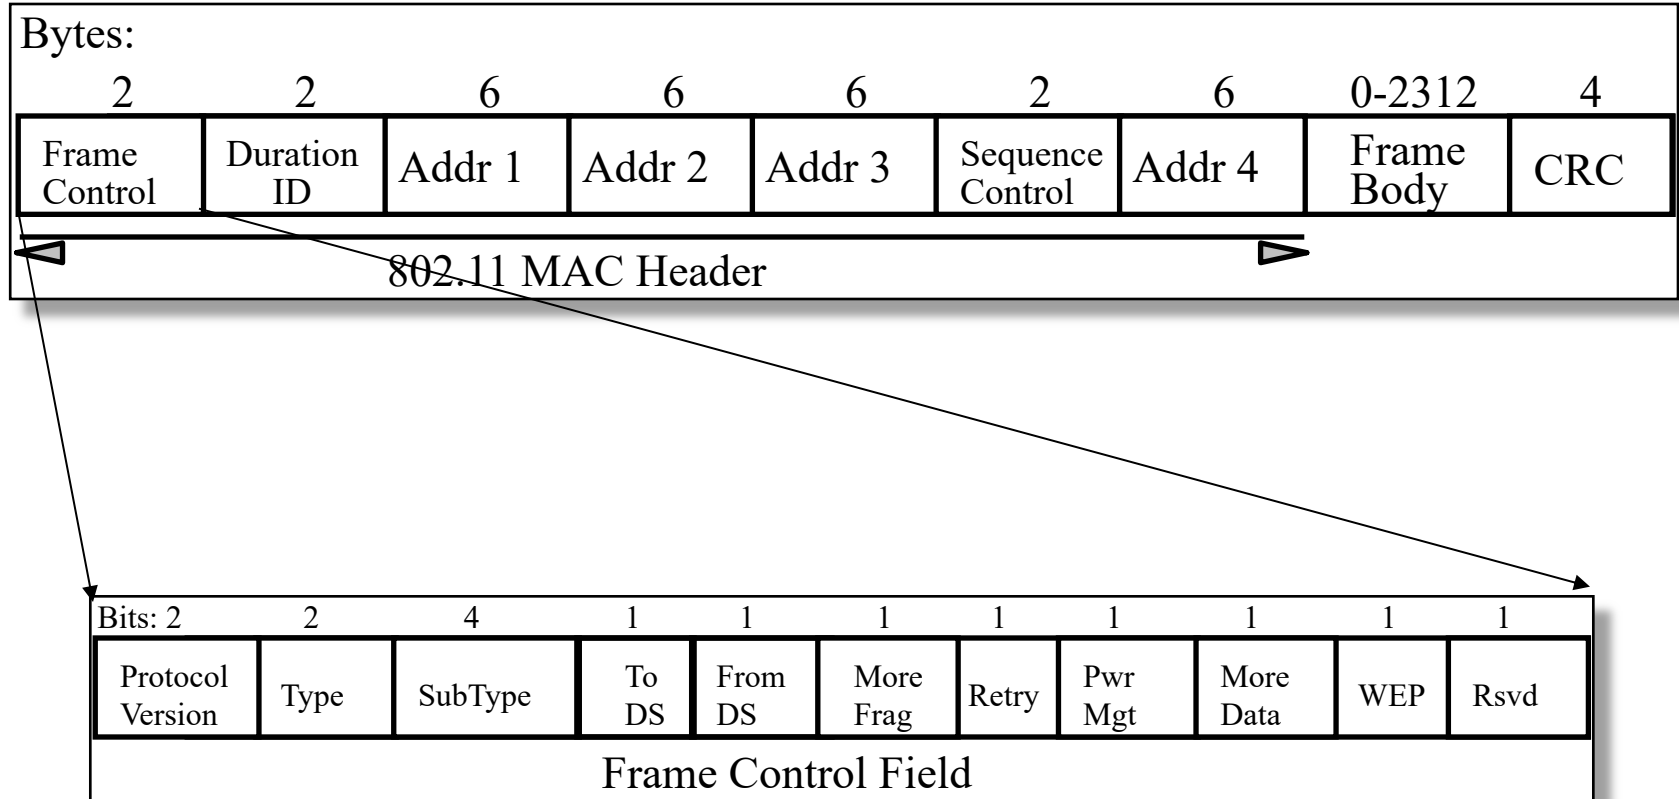 Bytes:
2 2 6 6 6 2 6 0-2312 4
Frame Control Duration ID Addr 1 Addr 2 Addr 3 Sequence Control Addr 4 Frame Body CRC
802.11 MAC Header
Bits: 2 2 4 1 1 1 1 1 1 1 1
Protocol Version Type SubType To DS From DS More Frag Retry Pwr Mgt More Data WEP Rsvd
Frame Control Field